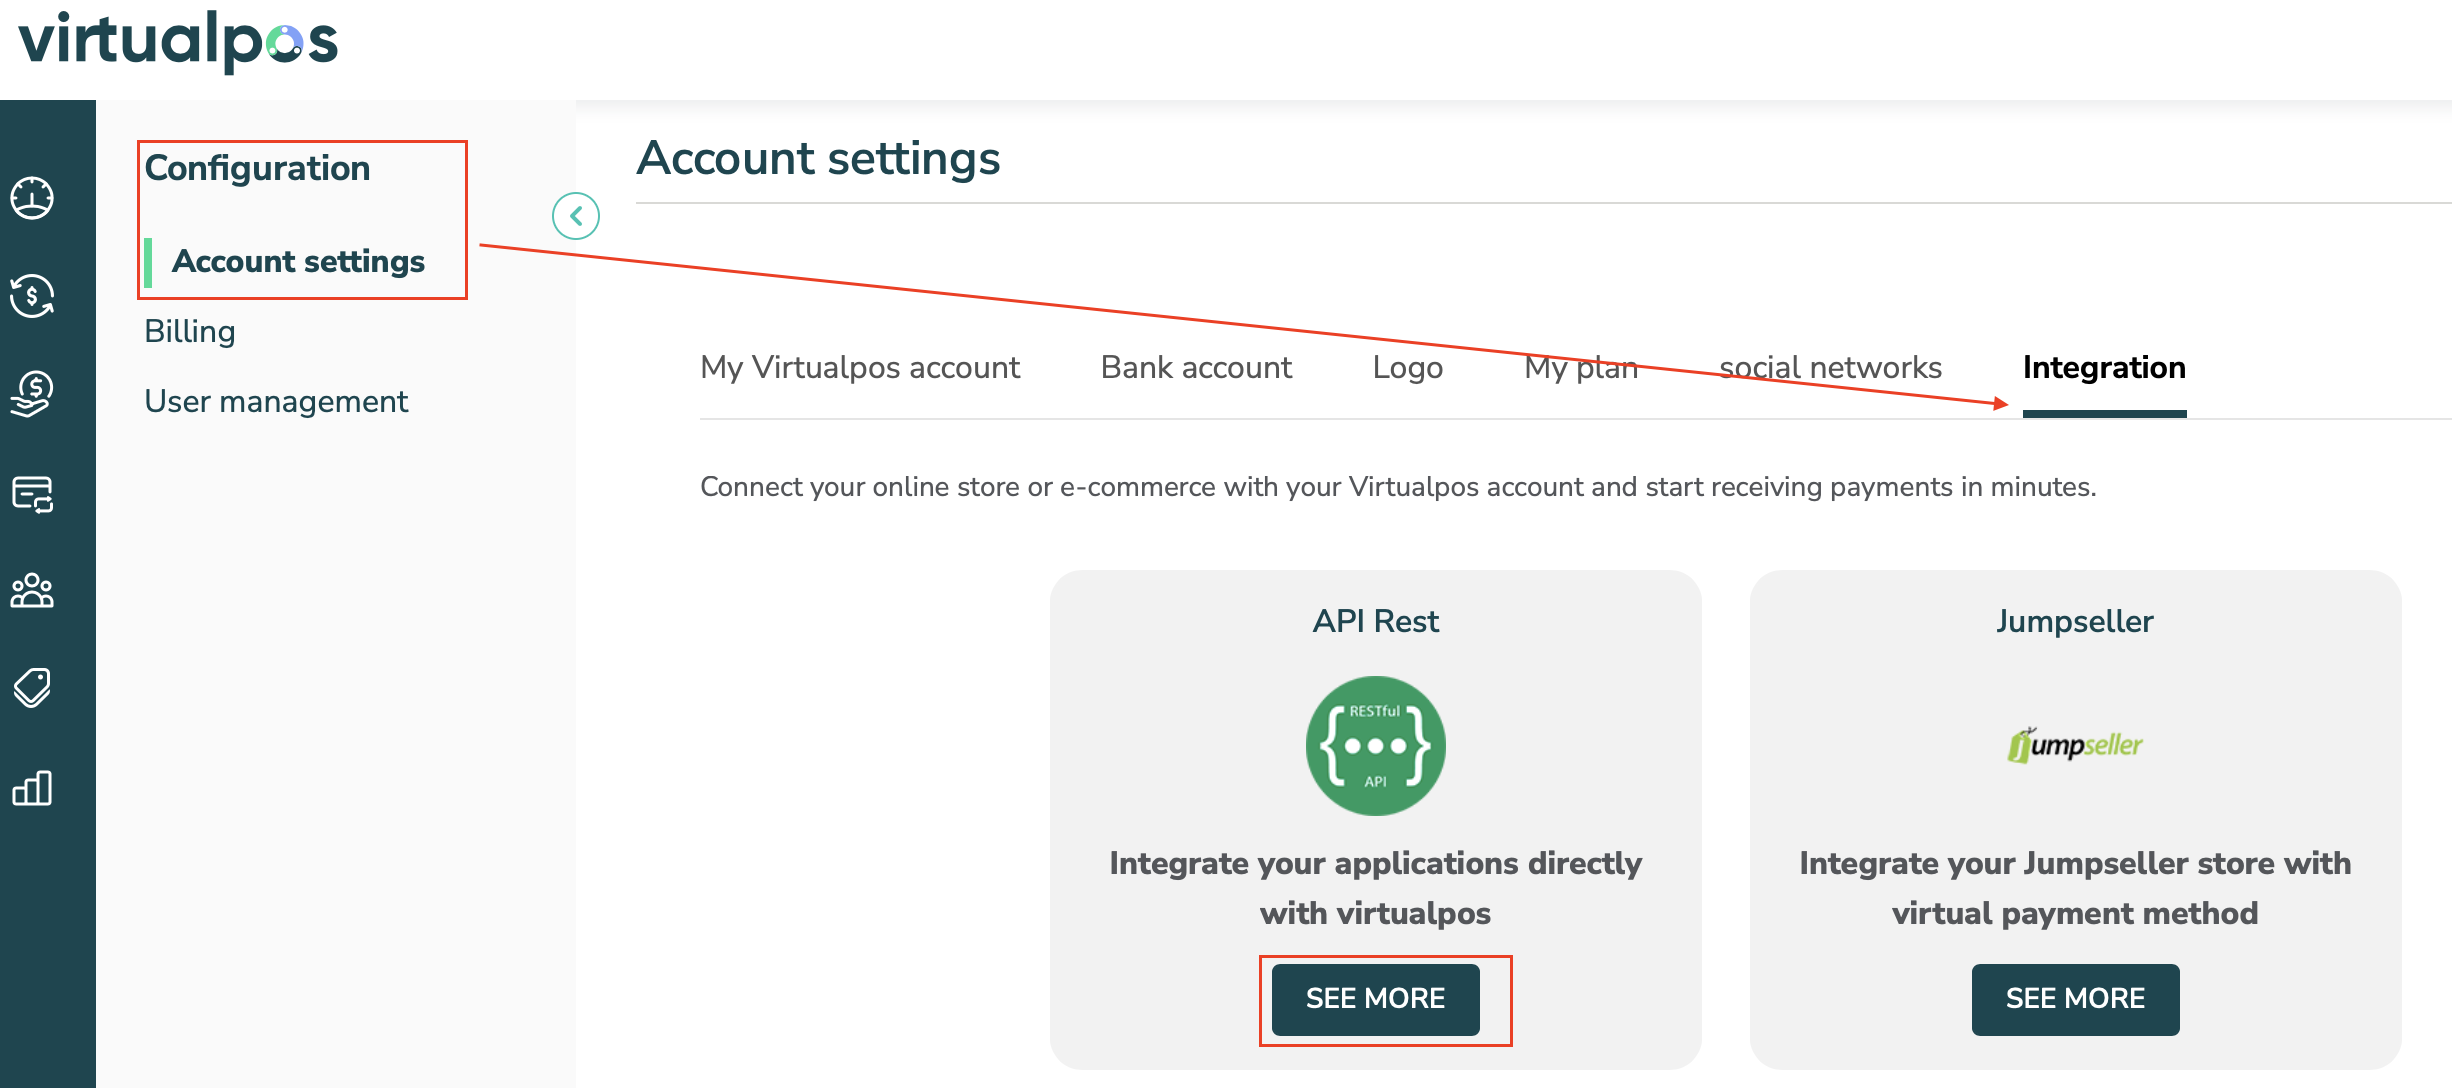 virtualpos
Configuration
Account settings
Billing
User management
Account settings
My Virtualpos account
Bank account
Logo
My plan
social networks
Integration
Connect your online store or e-commerce with your Virtualpos account and start receiving payments in minutes.
API Rest
RESTful
API
Integrate your applications directly
with virtualpos
SEE MORE
Jumpseller
jumpseller
Integrate your Jumpseller store with
virtual payment method
SEE MORE